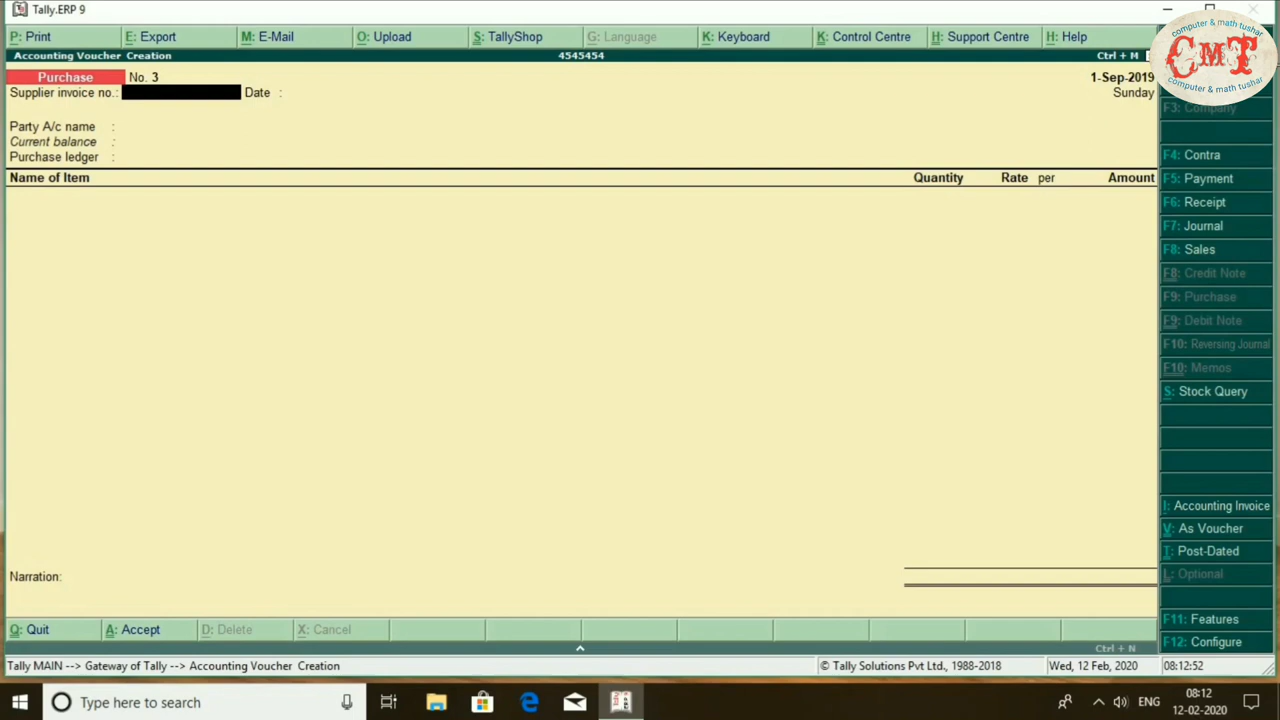 Tally.ERP 9
P: Print E: Export M: E-Mail O: Upload S: TallyShop G: Language K: Keyboard K: Control Centre H: Support Centre H: Help
Accounting Voucher Creation 4545454 Ctrl + M
computer & math tushar
CMT
computer & math tushar
Purchase No. 3 1-Sep-2019
Supplier invoice no.: Date : Sunday
F3: Company
Party A/c name :
Current balance :
Purchase ledger :
Name of Item Quantity Rate per Amount
F4: Contra
F5: Payment
F6: Receipt
F7: Journal
F8: Sales
F8: Credit Note
F9: Purchase
F9: Debit Note
F10: Reversing Journal
F10: Memos
S: Stock Query
I: Accounting Invoice
V: As Voucher
T: Post-Dated
L: Optional
F11: Features
F12: Configure
Narration:
Q: Quit A: Accept D: Delete X: Cancel
Ctrl + N
Tally MAIN --> Gateway of Tally --> Accounting Voucher Creation © Tally Solutions Pvt Ltd., 1988-2018 Wed, 12 Feb, 2020 08:12:52
Type here to search ENG 08:12
12-02-2020